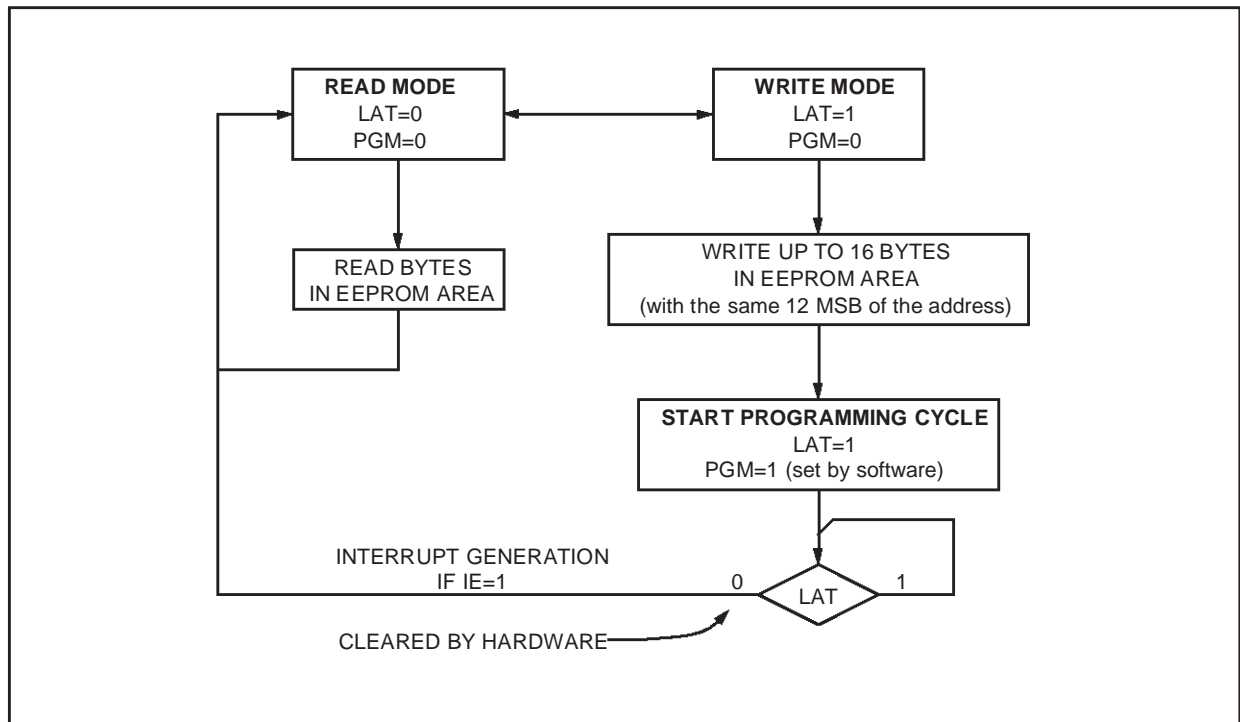 READ MODE
LAT=0
PGM=0
WRITE MODE
LAT=1
PGM=0
READ BYTES
IN EEPROM AREA
WRITE UP TO 16 BYTES
IN EEPROM AREA
(with the same 12 MSB of the address)
START PROGRAMMING CYCLE
LAT=1
PGM=1 (set by software)
INTERRUPT GENERATION
IF IE=1
0
LAT
1
CLEARED BY HARDWARE